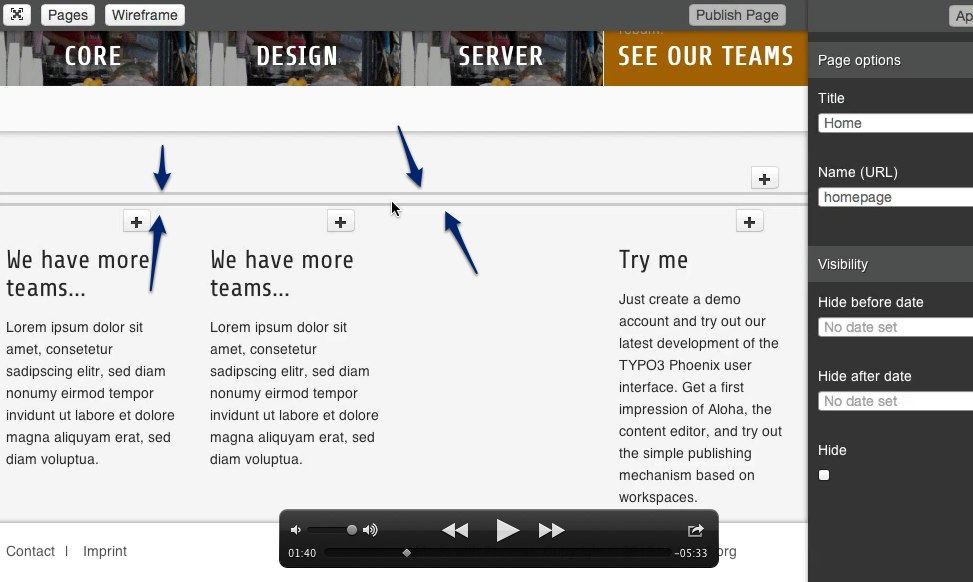 Pages Wireframe Publish Page Ap
rebum.
CORE DESIGN SERVER SEE OUR TEAMS
Page options
Title
Home
Name (URL)
homepage
Visibility
Hide before date
No date set
Hide after date
No date set
Hide
We have more
teams...
Lorem ipsum dolor sit
amet, consetetur
sadipscing elitr, sed diam
nonumy eirmod tempor
invidunt ut labore et dolore
magna aliquyam erat, sed
diam voluptua.
We have more
teams...
Lorem ipsum dolor sit
amet, consetetur
sadipscing elitr, sed diam
nonumy eirmod tempor
invidunt ut labore et dolore
magna aliquyam erat, sed
diam voluptua.
Try me
Just create a demo
account and try out our
latest development of the
TYPO3 Phoenix user
interface. Get a first
impression of Aloha, the
content editor, and try out
the simple publishing
mechanism based on
workspaces.
Contact | Imprint
org
01:40 -05:33